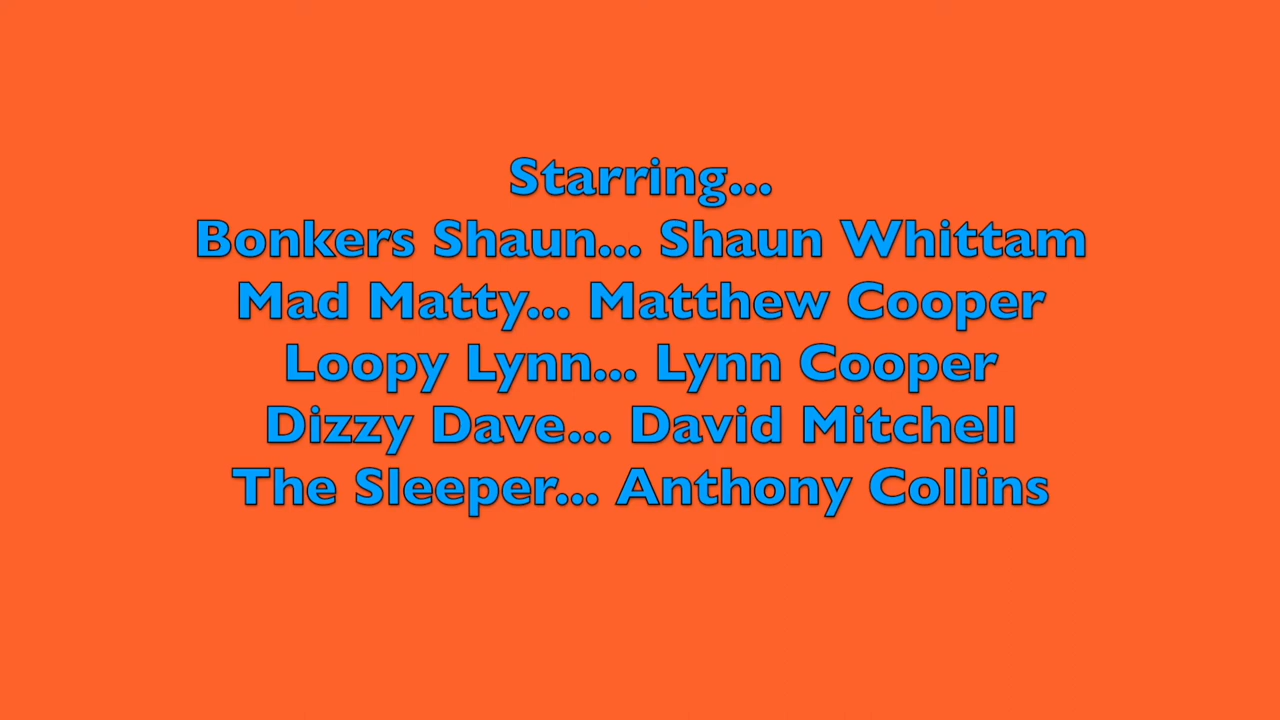 Starring...
Bonkers Shaun... Shaun Whittam
Mad Matty... Matthew Cooper
Loopy Lynn... Lynn Cooper
Dizzy Dave... David Mitchell
The Sleeper... Anthony Collins